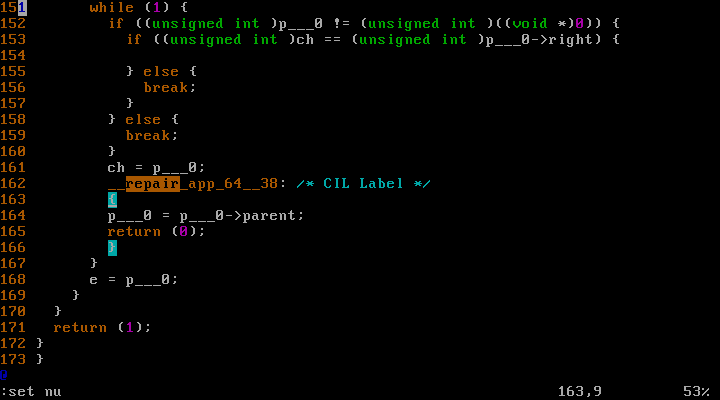 151       while (1) {
152         if ((unsigned int )p___0 != (unsigned int )((void *)0)) {
153           if ((unsigned int )ch == (unsigned int )p___0->right) {
154
155           } else {
156             break;
157           }
158         } else {
159           break;
160         }
161         ch = p___0;
162         __repair_app_64__38: /* CIL Label */
163         {
164         p___0 = p___0->parent;
165         return (0);
166         }
167       }
168       e = p___0;
169     }
170   }
171   return (1);
172 }
173 }
@
:set nu                                                       163,9         53%